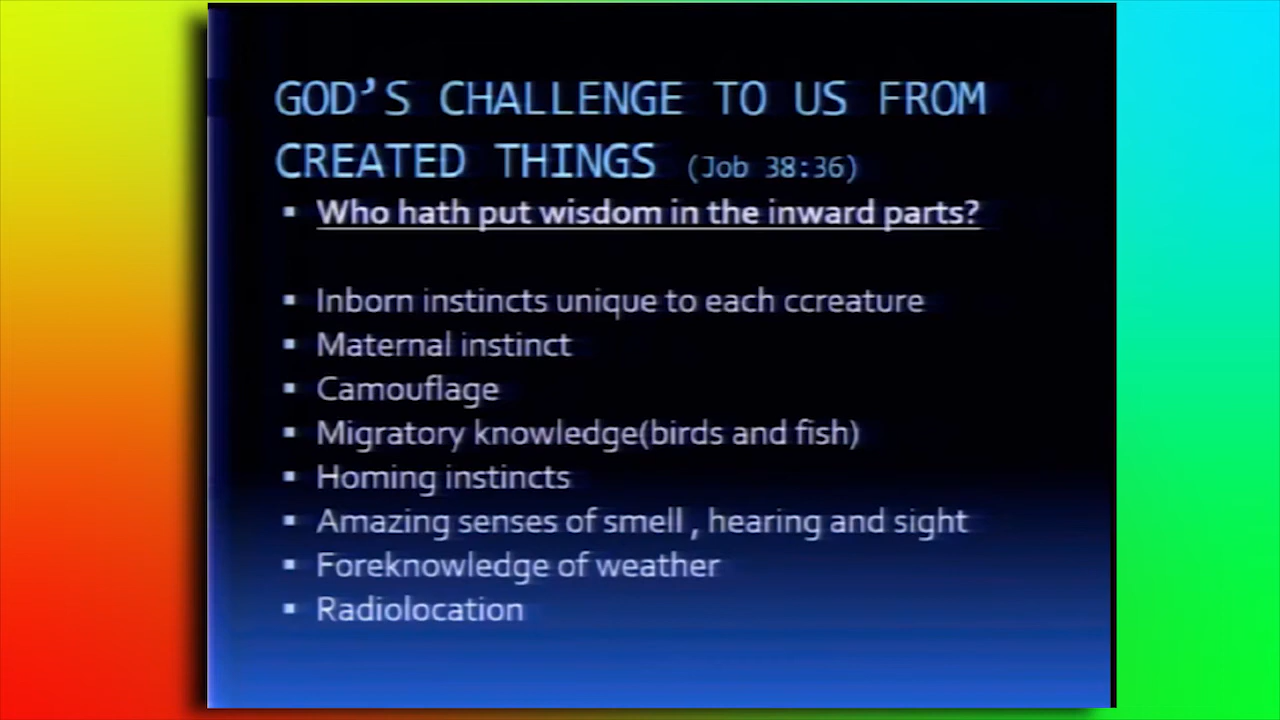 GOD'S CHALLENGE TO US FROM
CREATED THINGS (Job 38:36)
▪ Who hath put wisdom in the inward parts?
▪ Inborn instincts unique to each ccreature
▪ Maternal instinct
▪ Camouflage
▪ Migratory knowledge(birds and fish)
▪ Homing instincts
▪ Amazing senses of smell , hearing and sight
▪ Foreknowledge of weather
▪ Radiolocation